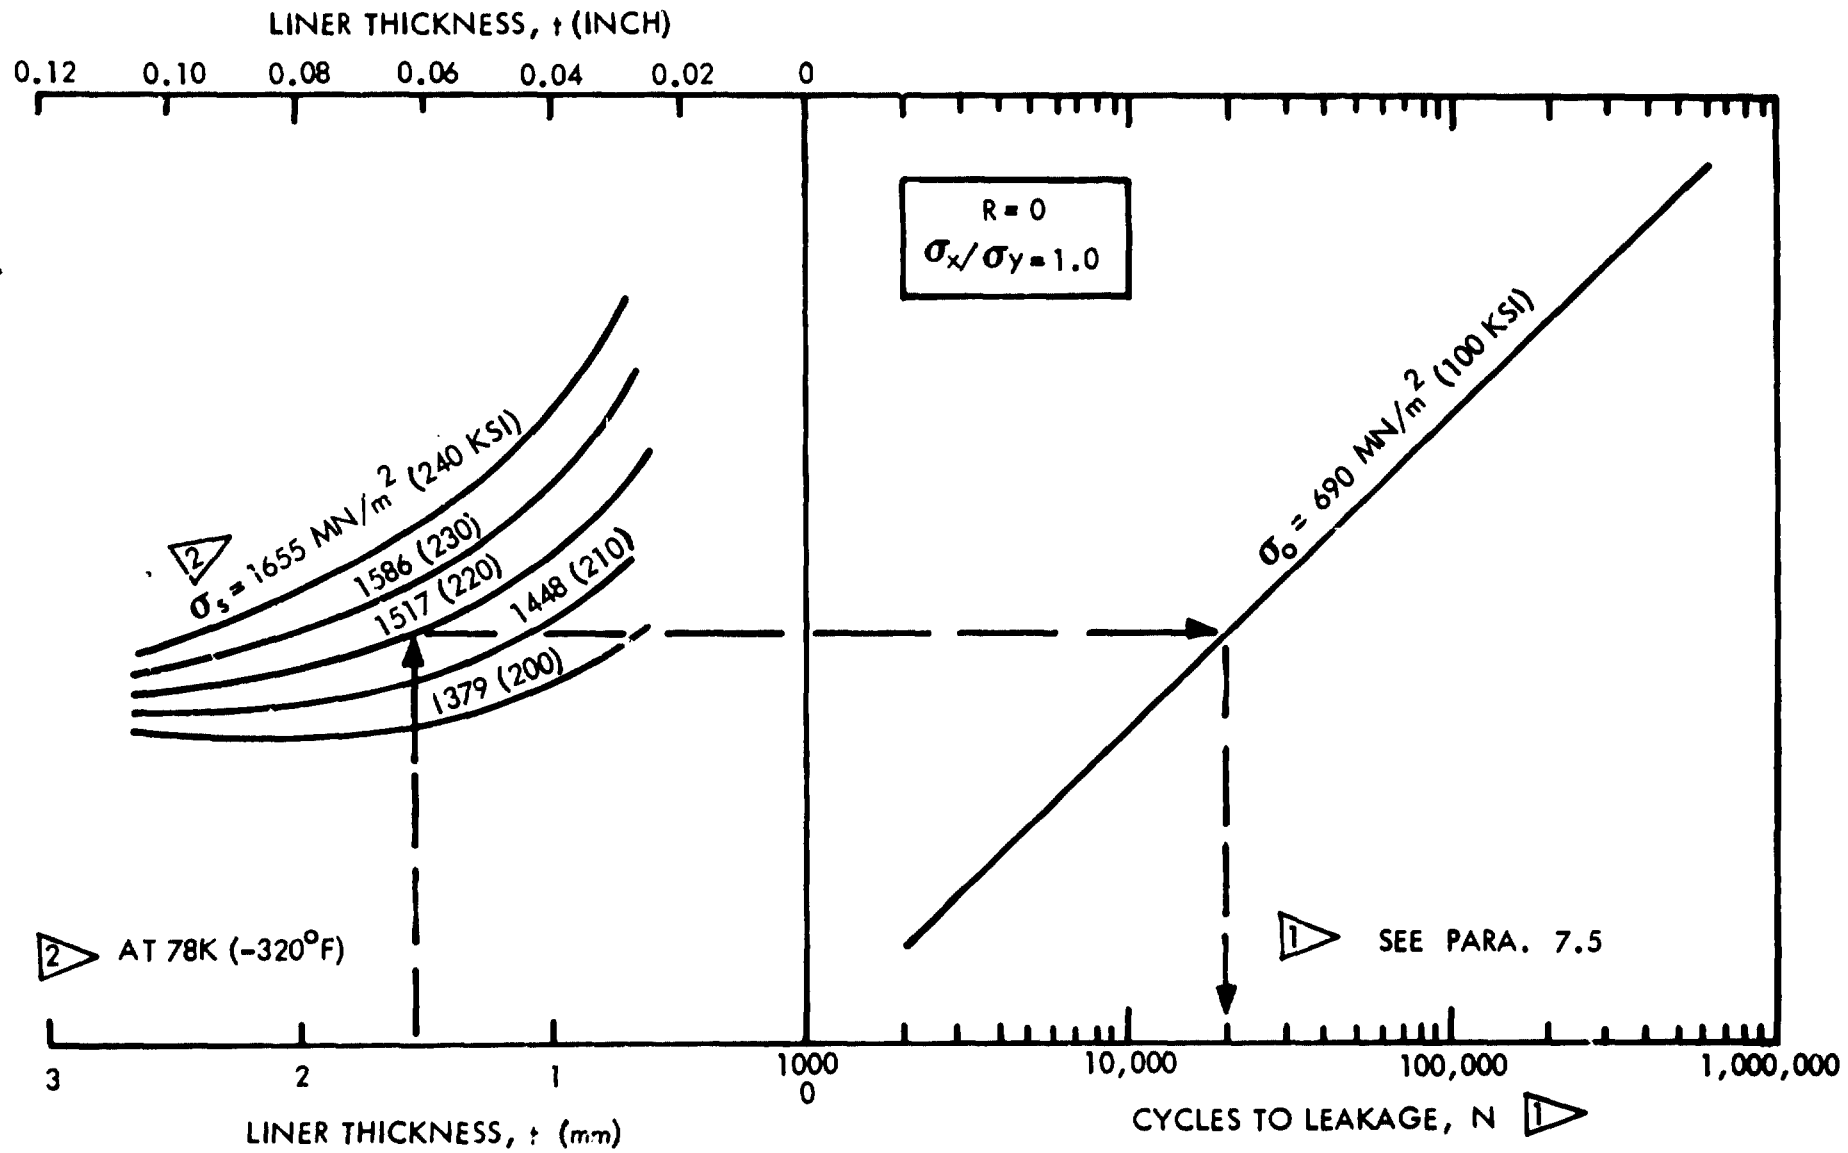 LINER THICKNESS, t (INCH)
0.12 0.10 0.08 0.06 0.04 0.02 0
R = 0
σx/σy = 1.0
σo = 690 MN/m² (100 KSI)
2
σs = 1655 MN/m² (240 KSI)
1586 (230)
1517 (220)
1448 (210)
1379 (200)
2 AT 78K (-320°F)
1 SEE PARA. 7.5
3 2 1 0
1000 10,000 100,000 1,000,000
LINER THICKNESS, t (mm)
CYCLES TO LEAKAGE, N 1